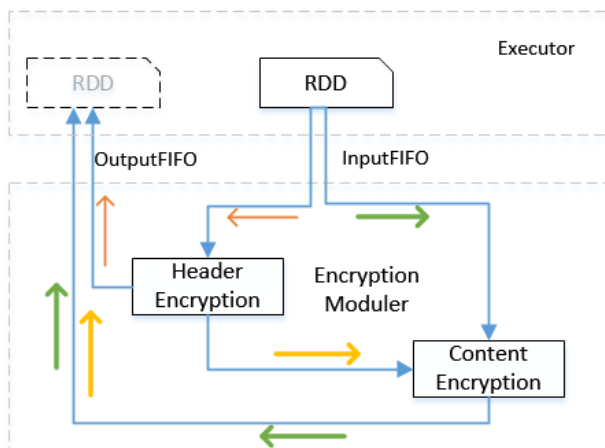 Executor
RDD
RDD
OutputFIFO
InputFIFO
Header
Encryption
Encryption
Moduler
Content
Encryption